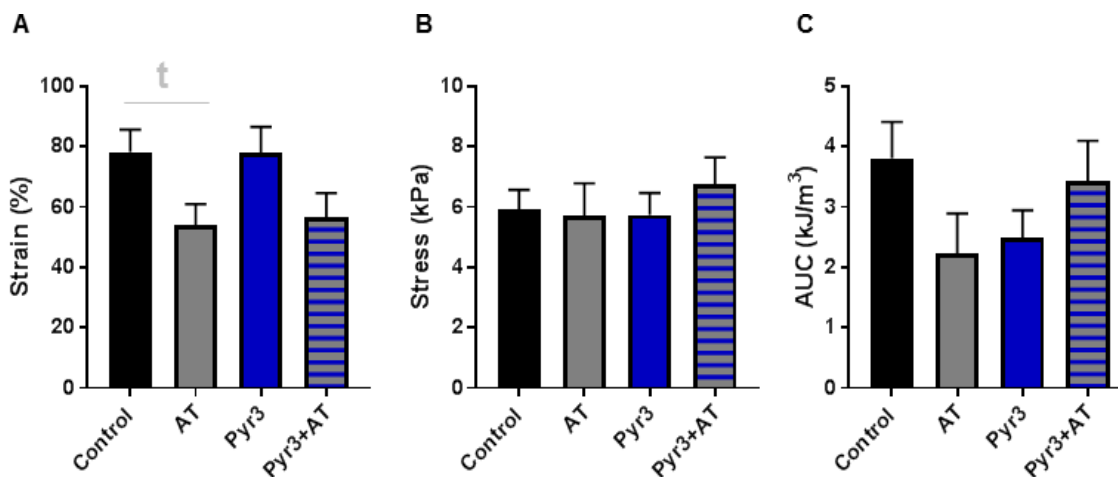 A
t
Strain (%)
100
80
60
40
20
0
Control
AT
Pyr3
Pyr3+AT
B
Stress (kPa)
10
8
6
4
2
0
Control
AT
Pyr3
Pyr3+AT
C
AUC (kJ/m³)
5
4
3
2
1
0
Control
AT
Pyr3
Pyr3+AT